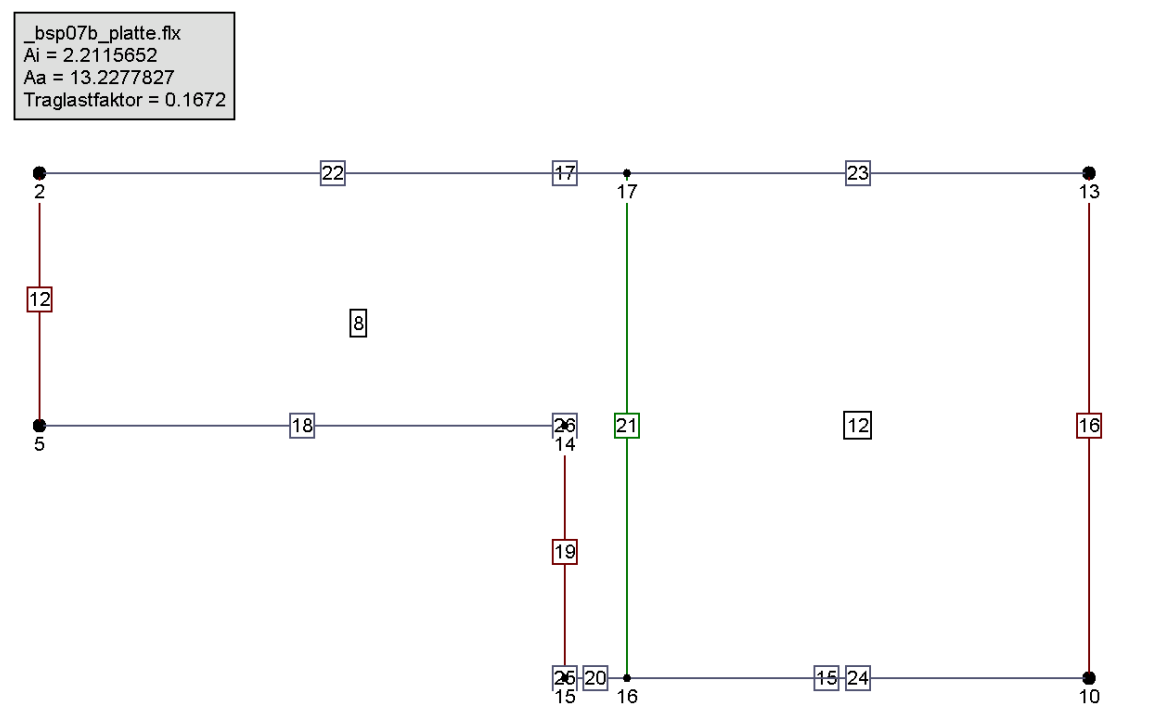 _bsp07b_platte.flx
Ai = 2.2115652
Aa = 13.2277827
Traglastfaktor = 0.1672
22 17 23
2 17 13
12
8
18 26 21 12 16
5 14
19
25 20 15 24
15 16 10